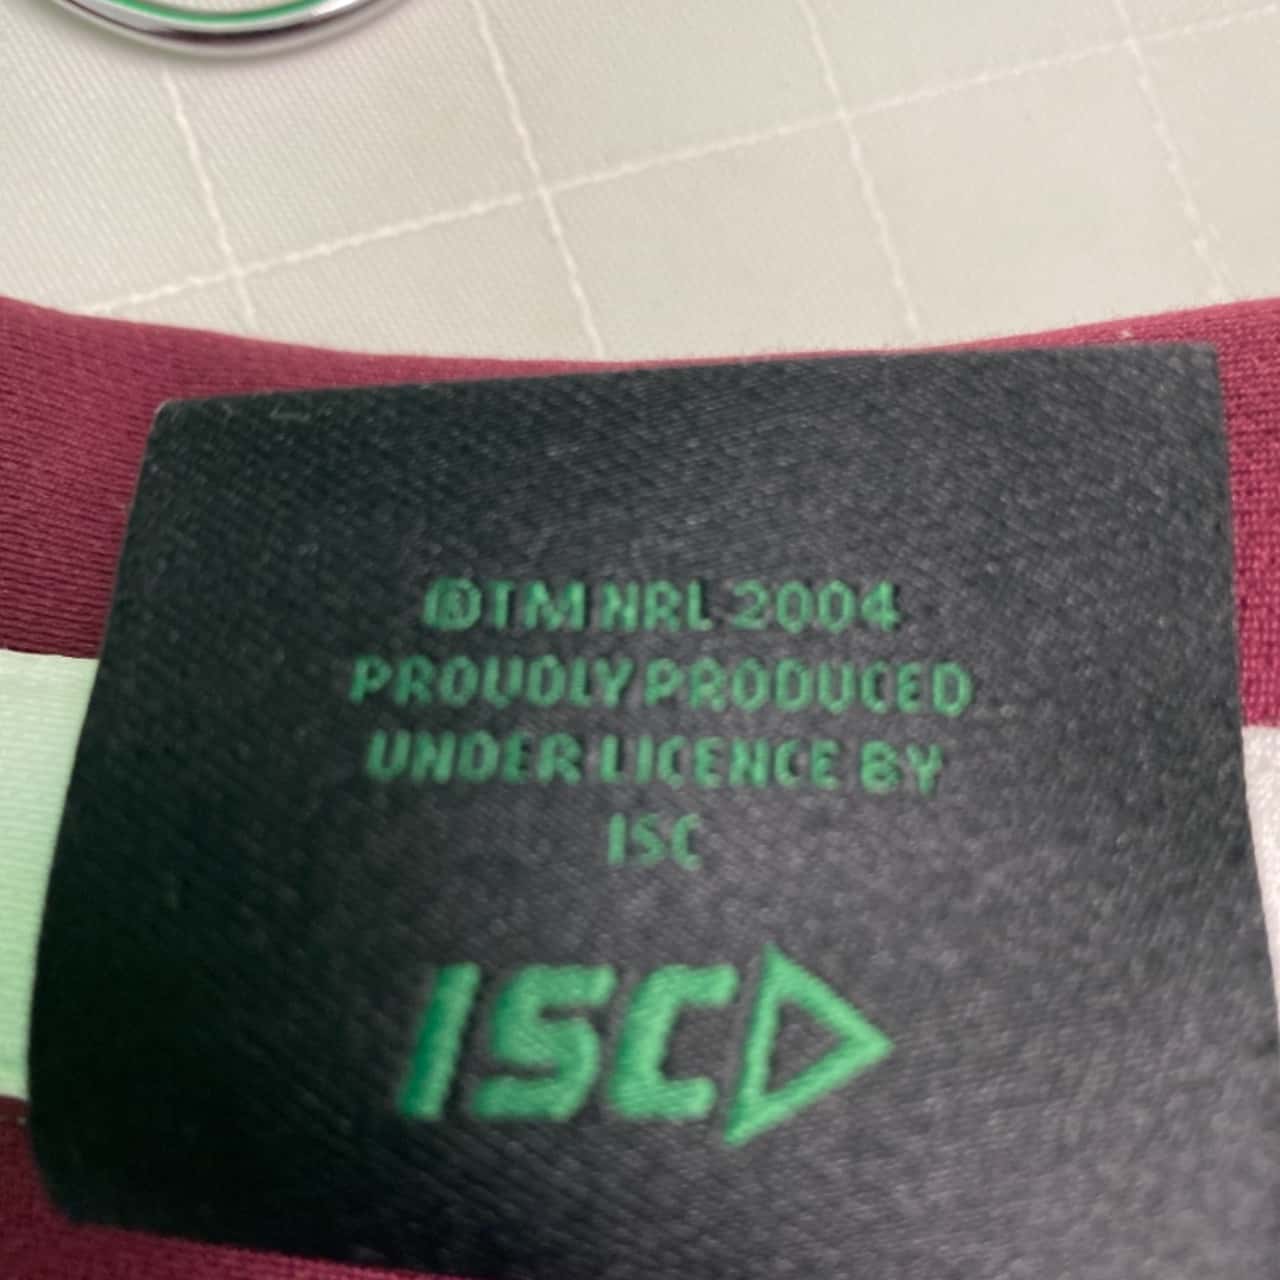 ®TM NRL 2004
PROUDLY PRODUCED
UNDER LICENCE BY
ISC
ISC